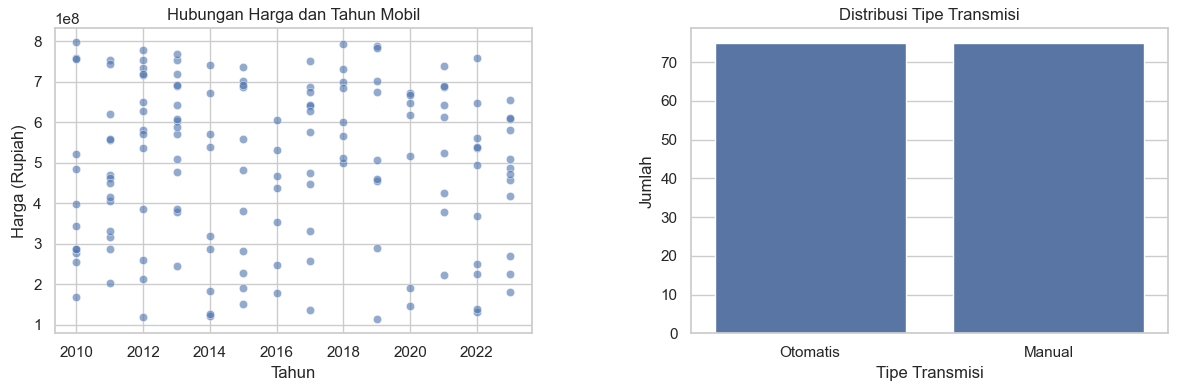 Hubungan Harga dan Tahun Mobil
1e8
8
7
6
5
4
3
2
1
Harga (Rupiah)
2010 2012 2014 2016 2018 2020 2022
Tahun
Distribusi Tipe Transmisi
70
60
50
40
30
20
10
0
Jumlah
Otomatis Manual
Tipe Transmisi